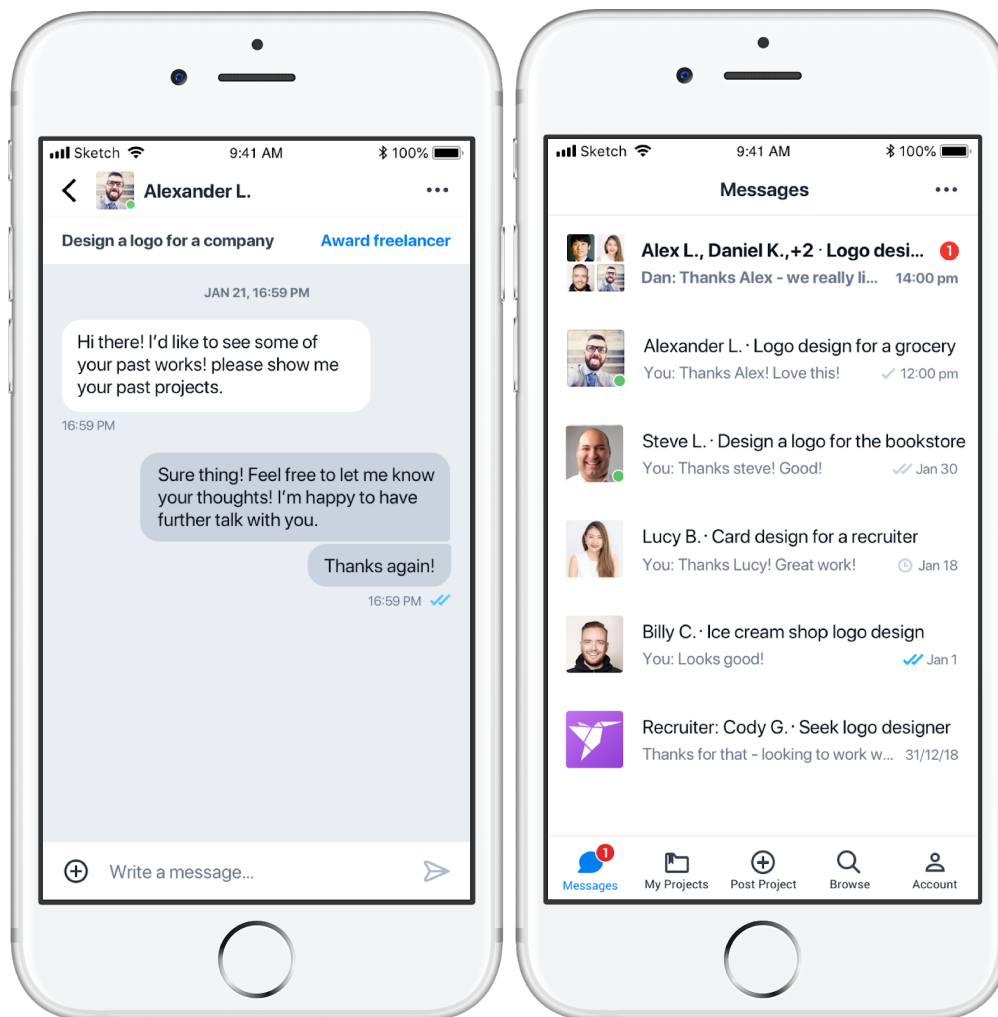 Sketch 9:41 AM 100%
Alexander L.
Design a logo for a company Award freelancer
JAN 21, 16:59 PM
Hi there! I'd like to see some of
your past works! please show me
your past projects.
16:59 PM
Sure thing! Feel free to let me know
your thoughts! I'm happy to have
further talk with you.
Thanks again!
16:59 PM
Write a message...
Sketch 9:41 AM 100%
Messages
Alex L., Daniel K.,+2 · Logo desi... 1
Dan: Thanks Alex - we really li... 14:00 pm
Alexander L. · Logo design for a grocery
You: Thanks Alex! Love this! 12:00 pm
Steve L. · Design a logo for the bookstore
You: Thanks steve! Good! Jan 30
Lucy B. · Card design for a recruiter
You: Thanks Lucy! Great work! Jan 18
Billy C. · Ice cream shop logo design
You: Looks good! Jan 1
Recruiter: Cody G. · Seek logo designer
Thanks for that - looking to work w... 31/12/18
1
Messages My Projects Post Project Browse Account